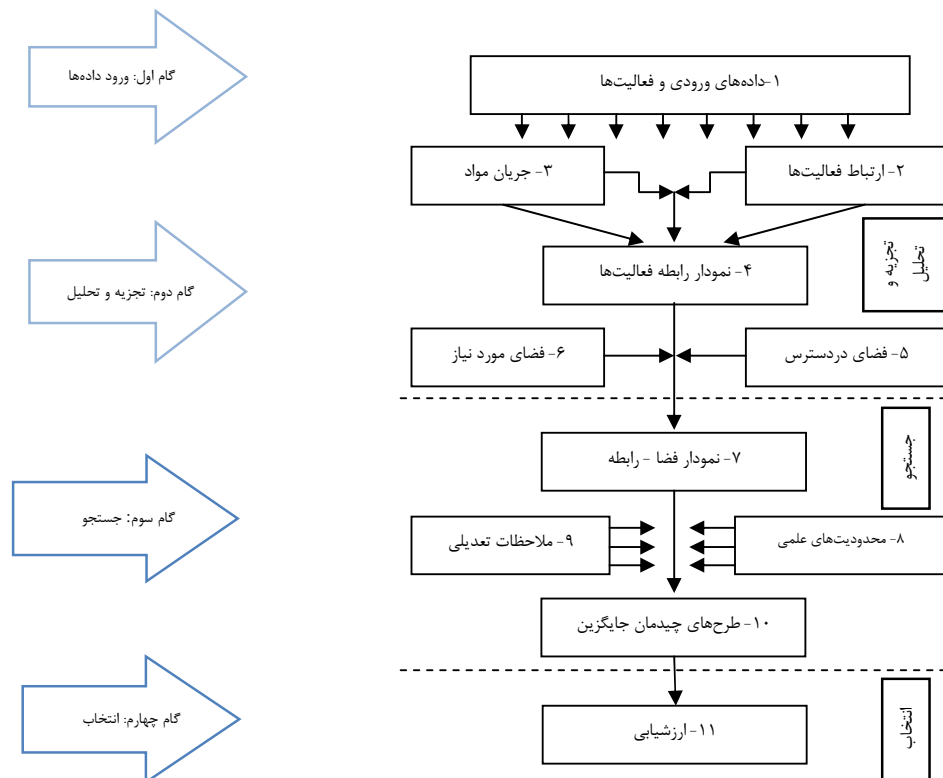 گام اول: ورود داده‌ها
۱-داده‌های ورودی و فعالیت‌ها
۲- ارتباط فعالیت‌ها
۳- جریان مواد
گام دوم: تجزیه و تحلیل
تجزیه و
تحلیل
۴- نمودار رابطه فعالیت‌ها
۵- فضای دردسترس
۶- فضای مورد نیاز
گام سوم: جستجو
جستجو
۷- نمودار فضا - رابطه
۸- محدودیت‌های علمی
۹- ملاحظات تعدیلی
۱۰- طرح‌های چیدمان جایگزین
گام چهارم: انتخاب
انتخاب
۱۱- ارزشیابی